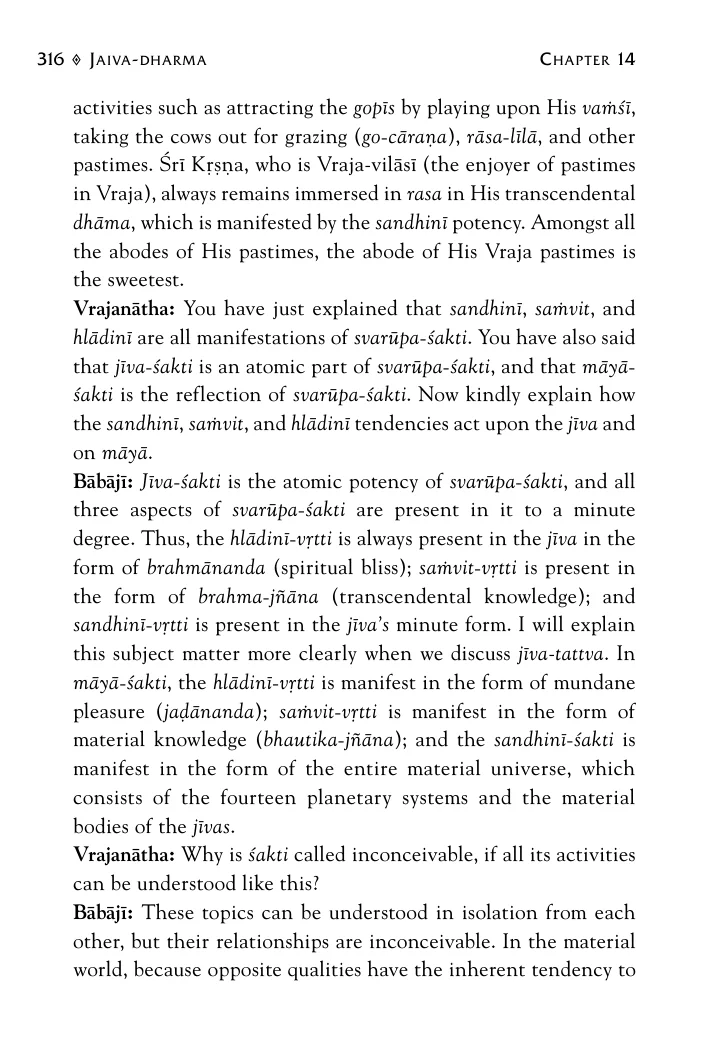 316 ◈ JAIVA-DHARMA CHAPTER 14
activities such as attracting the gopīs by playing upon His vaṁśī,
taking the cows out for grazing (go-cāraṇa), rāsa-līlā, and other
pastimes. Śrī Kṛṣṇa, who is Vraja-vilāsī (the enjoyer of pastimes
in Vraja), always remains immersed in rasa in His transcendental
dhāma, which is manifested by the sandhinī potency. Amongst all
the abodes of His pastimes, the abode of His Vraja pastimes is
the sweetest.
Vrajanātha: You have just explained that sandhinī, saṁvit, and
hlādinī are all manifestations of svarūpa-śakti. You have also said
that jīva-śakti is an atomic part of svarūpa-śakti, and that māyā-
śakti is the reflection of svarūpa-śakti. Now kindly explain how
the sandhinī, saṁvit, and hlādinī tendencies act upon the jīva and
on māyā.
Bābājī: Jīva-śakti is the atomic potency of svarūpa-śakti, and all
three aspects of svarūpa-śakti are present in it to a minute
degree. Thus, the hlādinī-vṛtti is always present in the jīva in the
form of brahmānanda (spiritual bliss); saṁvit-vṛtti is present in
the form of brahma-jñāna (transcendental knowledge); and
sandhinī-vṛtti is present in the jīva's minute form. I will explain
this subject matter more clearly when we discuss jīva-tattva. In
māyā-śakti, the hlādinī-vṛtti is manifest in the form of mundane
pleasure (jaḍānanda); saṁvit-vṛtti is manifest in the form of
material knowledge (bhautika-jñāna); and the sandhinī-śakti is
manifest in the form of the entire material universe, which
consists of the fourteen planetary systems and the material
bodies of the jīvas.
Vrajanātha: Why is śakti called inconceivable, if all its activities
can be understood like this?
Bābājī: These topics can be understood in isolation from each
other, but their relationships are inconceivable. In the material
world, because opposite qualities have the inherent tendency to